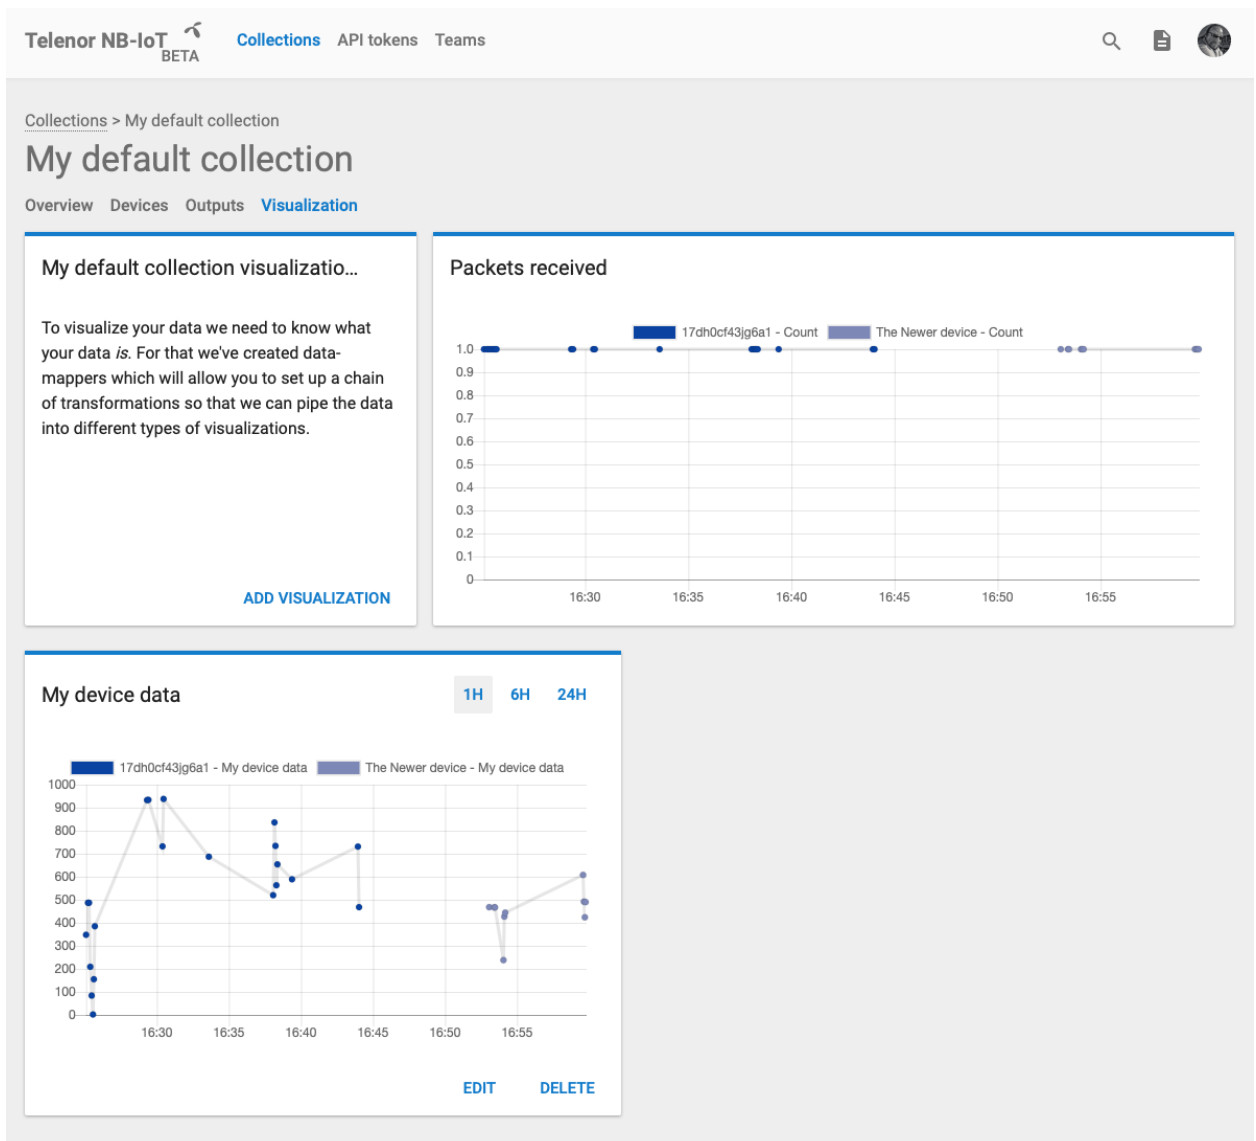 Telenor NB-IoT BETA Collections API tokens Teams
Collections > My default collection
My default collection
Overview Devices Outputs Visualization
My default collection visualizatio...
To visualize your data we need to know what
your data is. For that we've created data-
mappers which will allow you to set up a chain
of transformations so that we can pipe the data
into different types of visualizations.
ADD VISUALIZATION
Packets received
17dh0cf43jg6a1 - Count The Newer device - Count
1.0
0.9
0.8
0.7
0.6
0.5
0.4
0.3
0.2
0.1
0
16:30 16:35 16:40 16:45 16:50 16:55
My device data 1H 6H 24H
17dh0cf43jg6a1 - My device data The Newer device - My device data
1000
900
800
700
600
500
400
300
200
100
0
16:30 16:35 16:40 16:45 16:50 16:55
EDIT DELETE